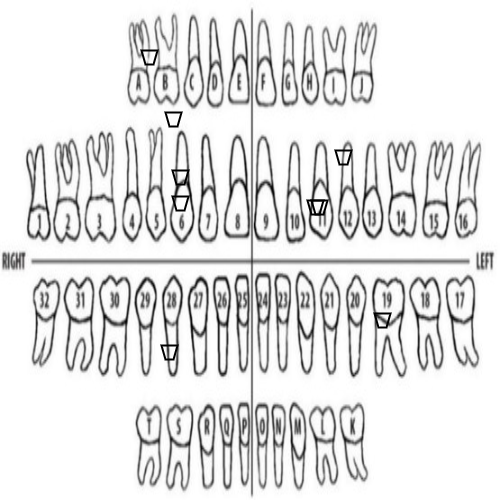 A B C D E F G H I J
1 2 3 4 5 6 7 8 9 10 12 13 14 15 16
RIGHT LEFT
32 31 30 29 28 27 26 25 24 23 22 21 20 19 18 17
T S R Q P O N M L K